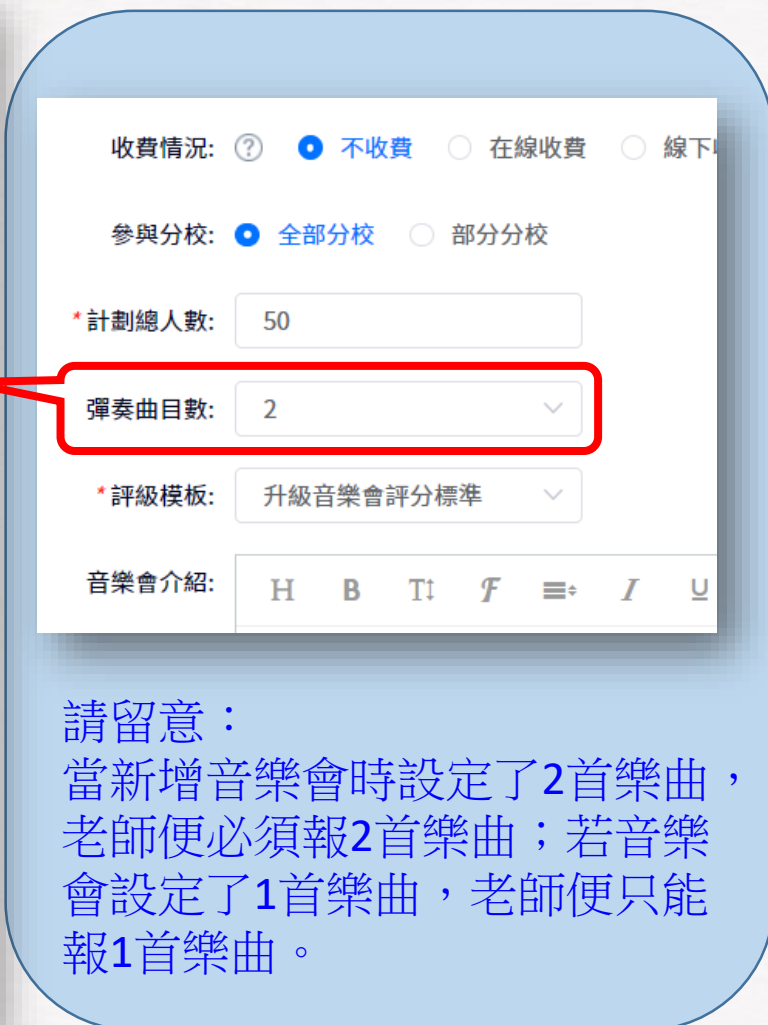 收費情況: ? 不收費 在線收費 線下
參與分校: 全部分校 部分分校
*計劃總人數: 50
彈奏曲目數: 2
*評級模板: 升級音樂會評分標準
音樂會介紹: H B T F I U
請留意：
當新增音樂會時設定了2首樂曲，
老師便必須報2首樂曲；若音樂
會設定了1首樂曲，老師便只能
報1首樂曲。